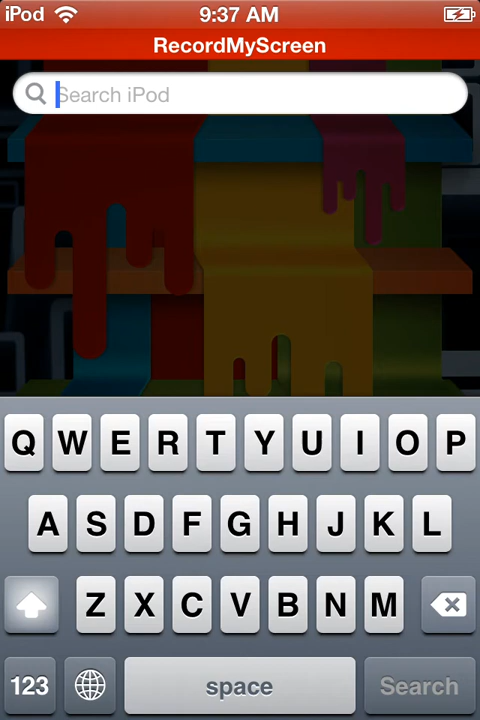 iPod 9:37 AM
RecordMyScreen
Search iPod
Q W E R T Y U I O P
A S D F G H J K L
Z X C V B N M
123 space Search